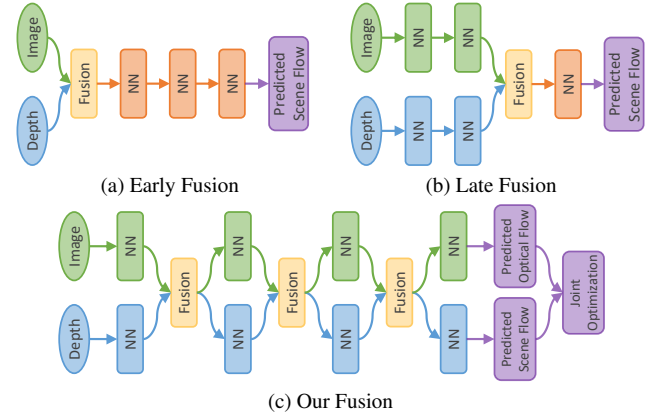 Image
Depth
Fusion
NN
NN
NN
Predicted
Scene Flow
(a) Early Fusion
Image
NN
NN
Depth
NN
NN
Fusion
NN
Predicted
Scene Flow
(b) Late Fusion
Image
NN
NN
NN
NN
Predicted
Optical Flow
Fusion
Fusion
Fusion
Depth
NN
NN
NN
NN
Predicted
Scene Flow
Joint
Optimization
(c) Our Fusion